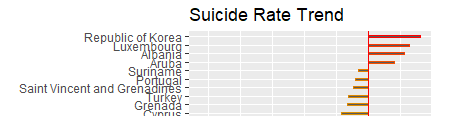 Suicide Rate Trend
Republic of Korea
Luxembourg
Albania
Aruba
Suriname
Portugal
Saint Vincent and Grenadines
Turkey
Grenada
Cyprus